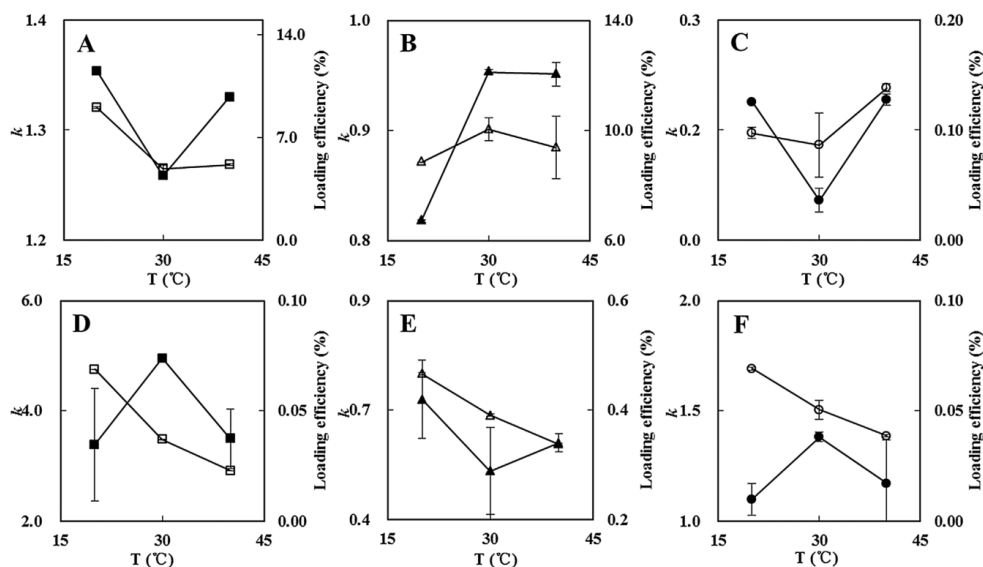 A
1.4
1.3
1.2
k
14.0
7.0
0.0
Loading efficiency (%)
15 30 45
T (℃)
B
1.0
0.9
0.8
k
14.0
10.0
6.0
Loading efficiency (%)
15 30 45
T (℃)
C
0.3
0.2
0.0
k
0.20
0.10
0.00
Loading efficiency (%)
15 30 45
T (℃)
D
6.0
4.0
2.0
k
0.10
0.05
0.00
Loading efficiency (%)
15 30 45
T (℃)
E
0.9
0.7
0.4
k
0.6
0.4
0.2
Loading efficiency (%)
15 30 45
T (℃)
F
2.0
1.5
1.0
k
0.10
0.05
0.00
Loading efficiency (%)
15 30 45
T (℃)